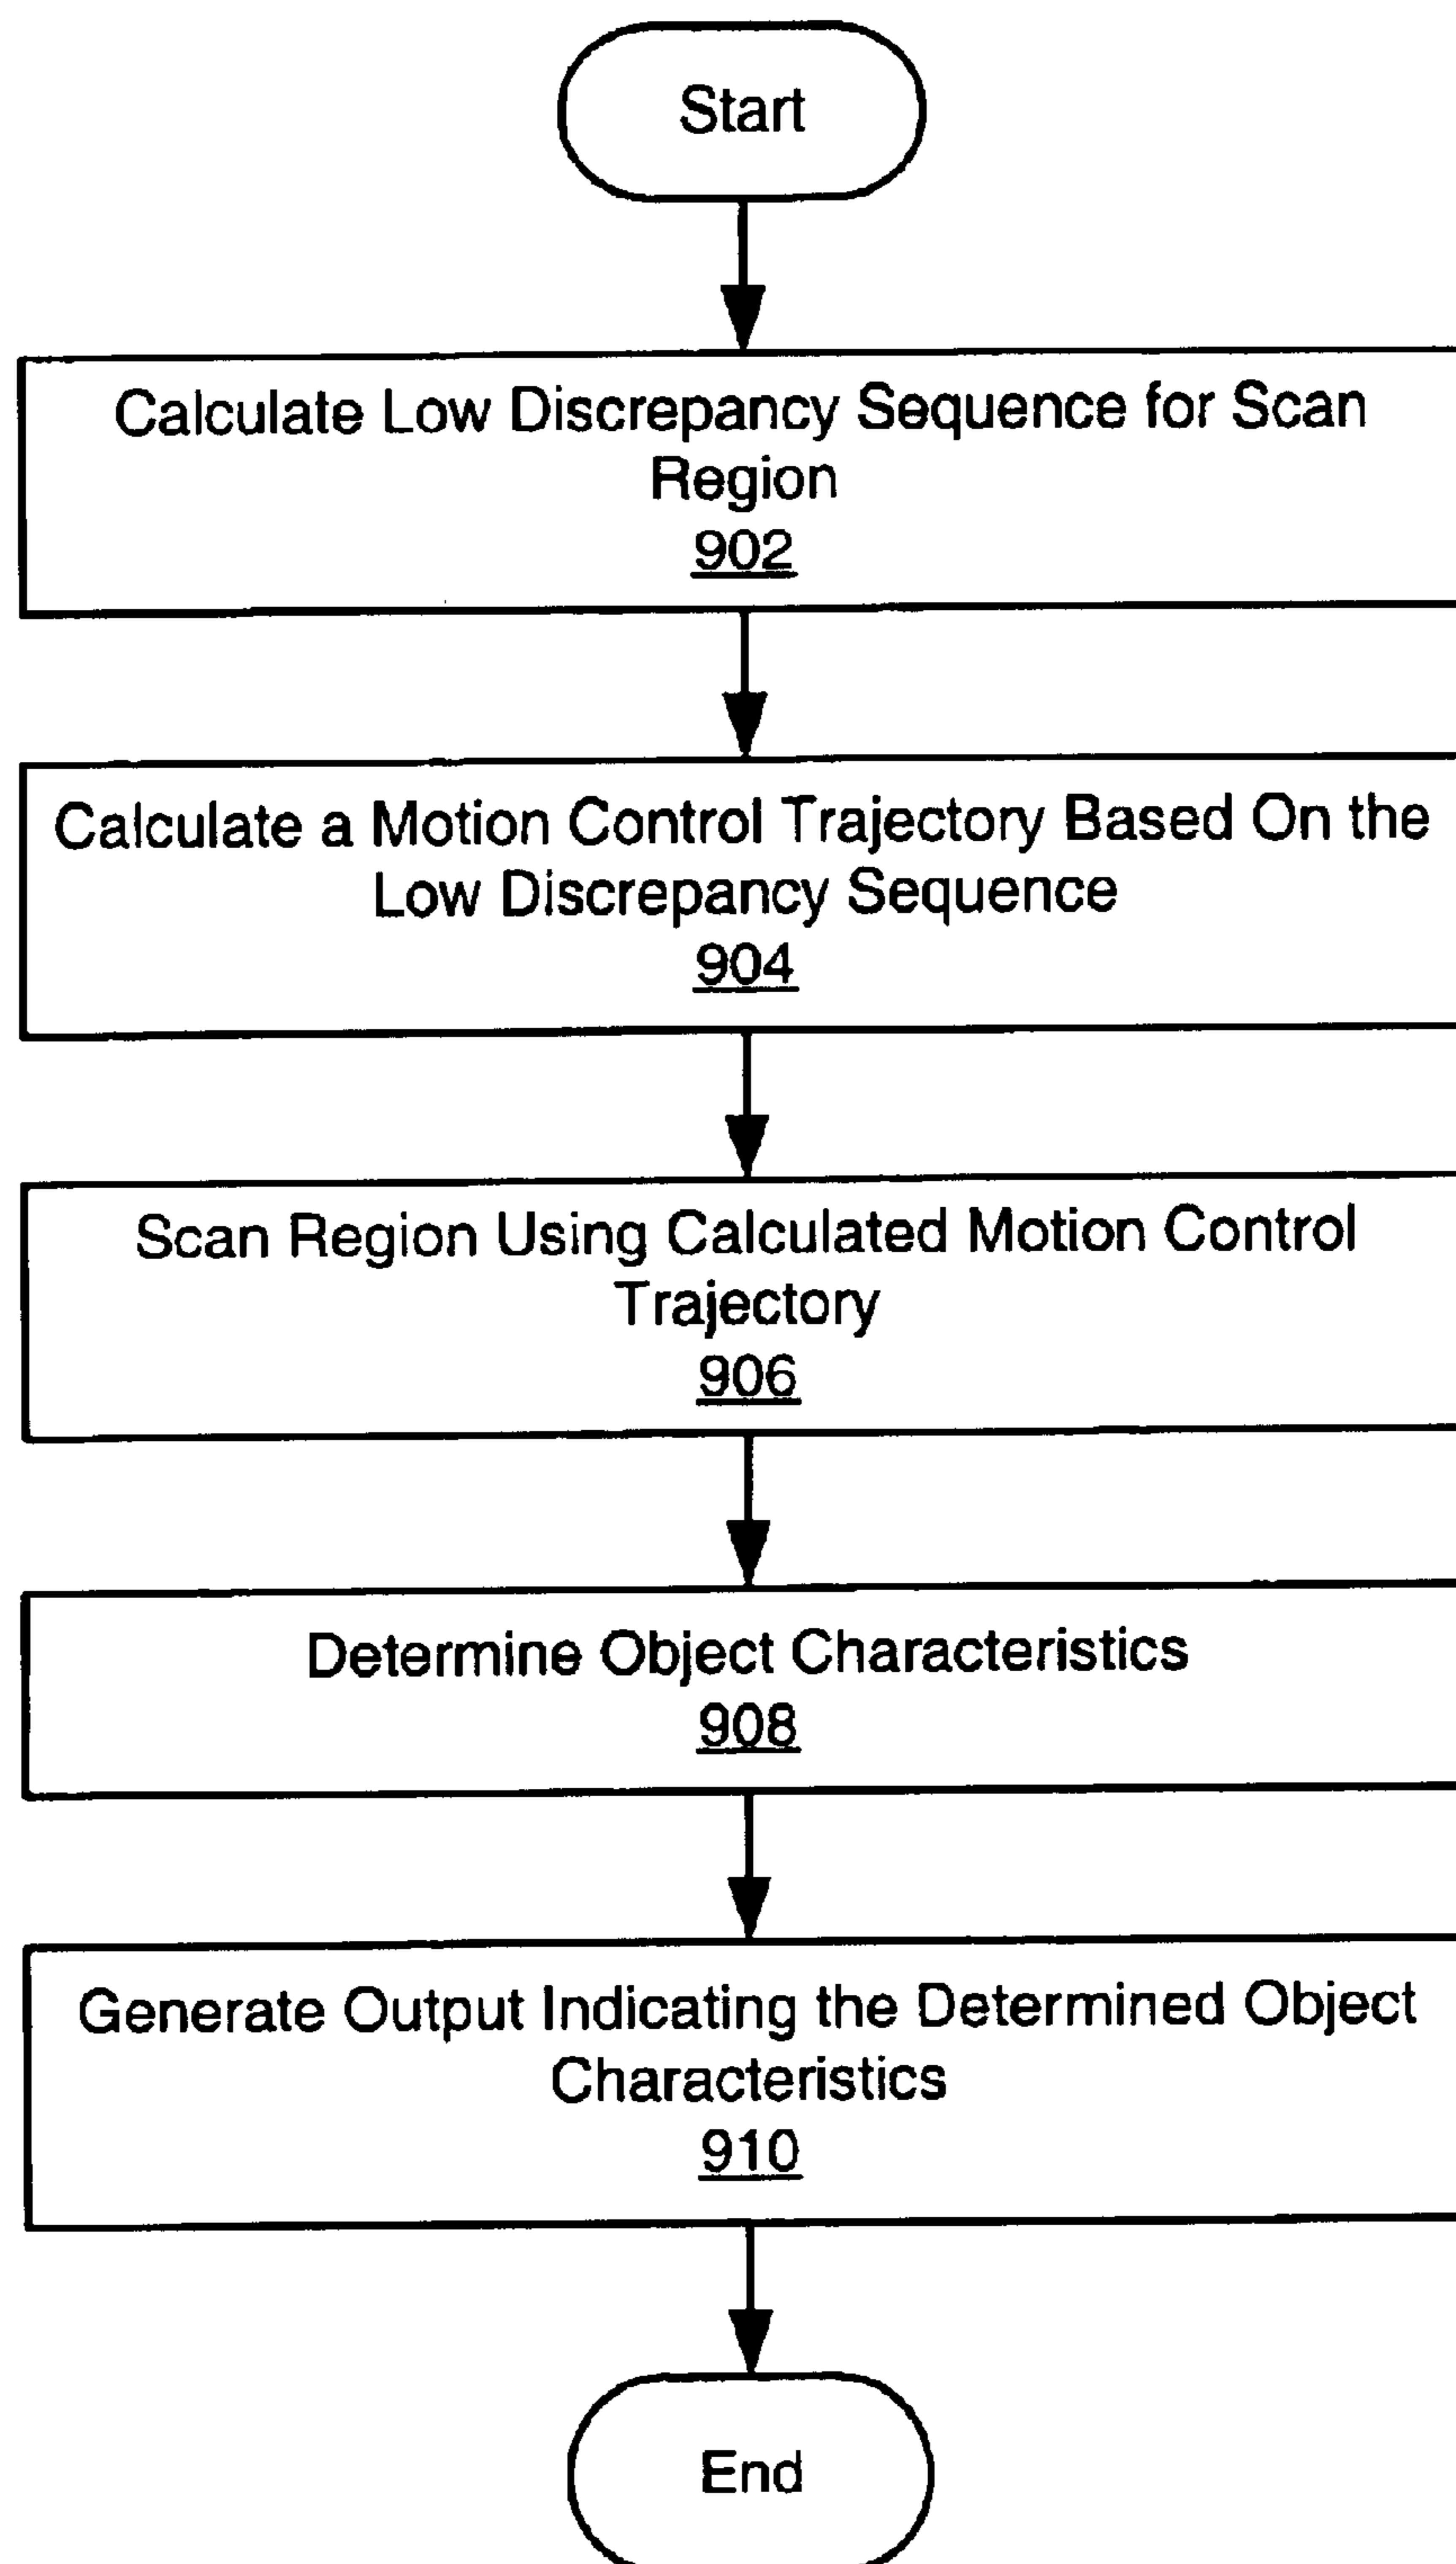 Start
Calculate Low Discrepancy Sequence for Scan
Region
902
Calculate a Motion Control Trajectory Based On the
Low Discrepancy Sequence
904
Scan Region Using Calculated Motion Control
Trajectory
906
Determine Object Characteristics
908
Generate Output Indicating the Determined Object
Characteristics
910
End